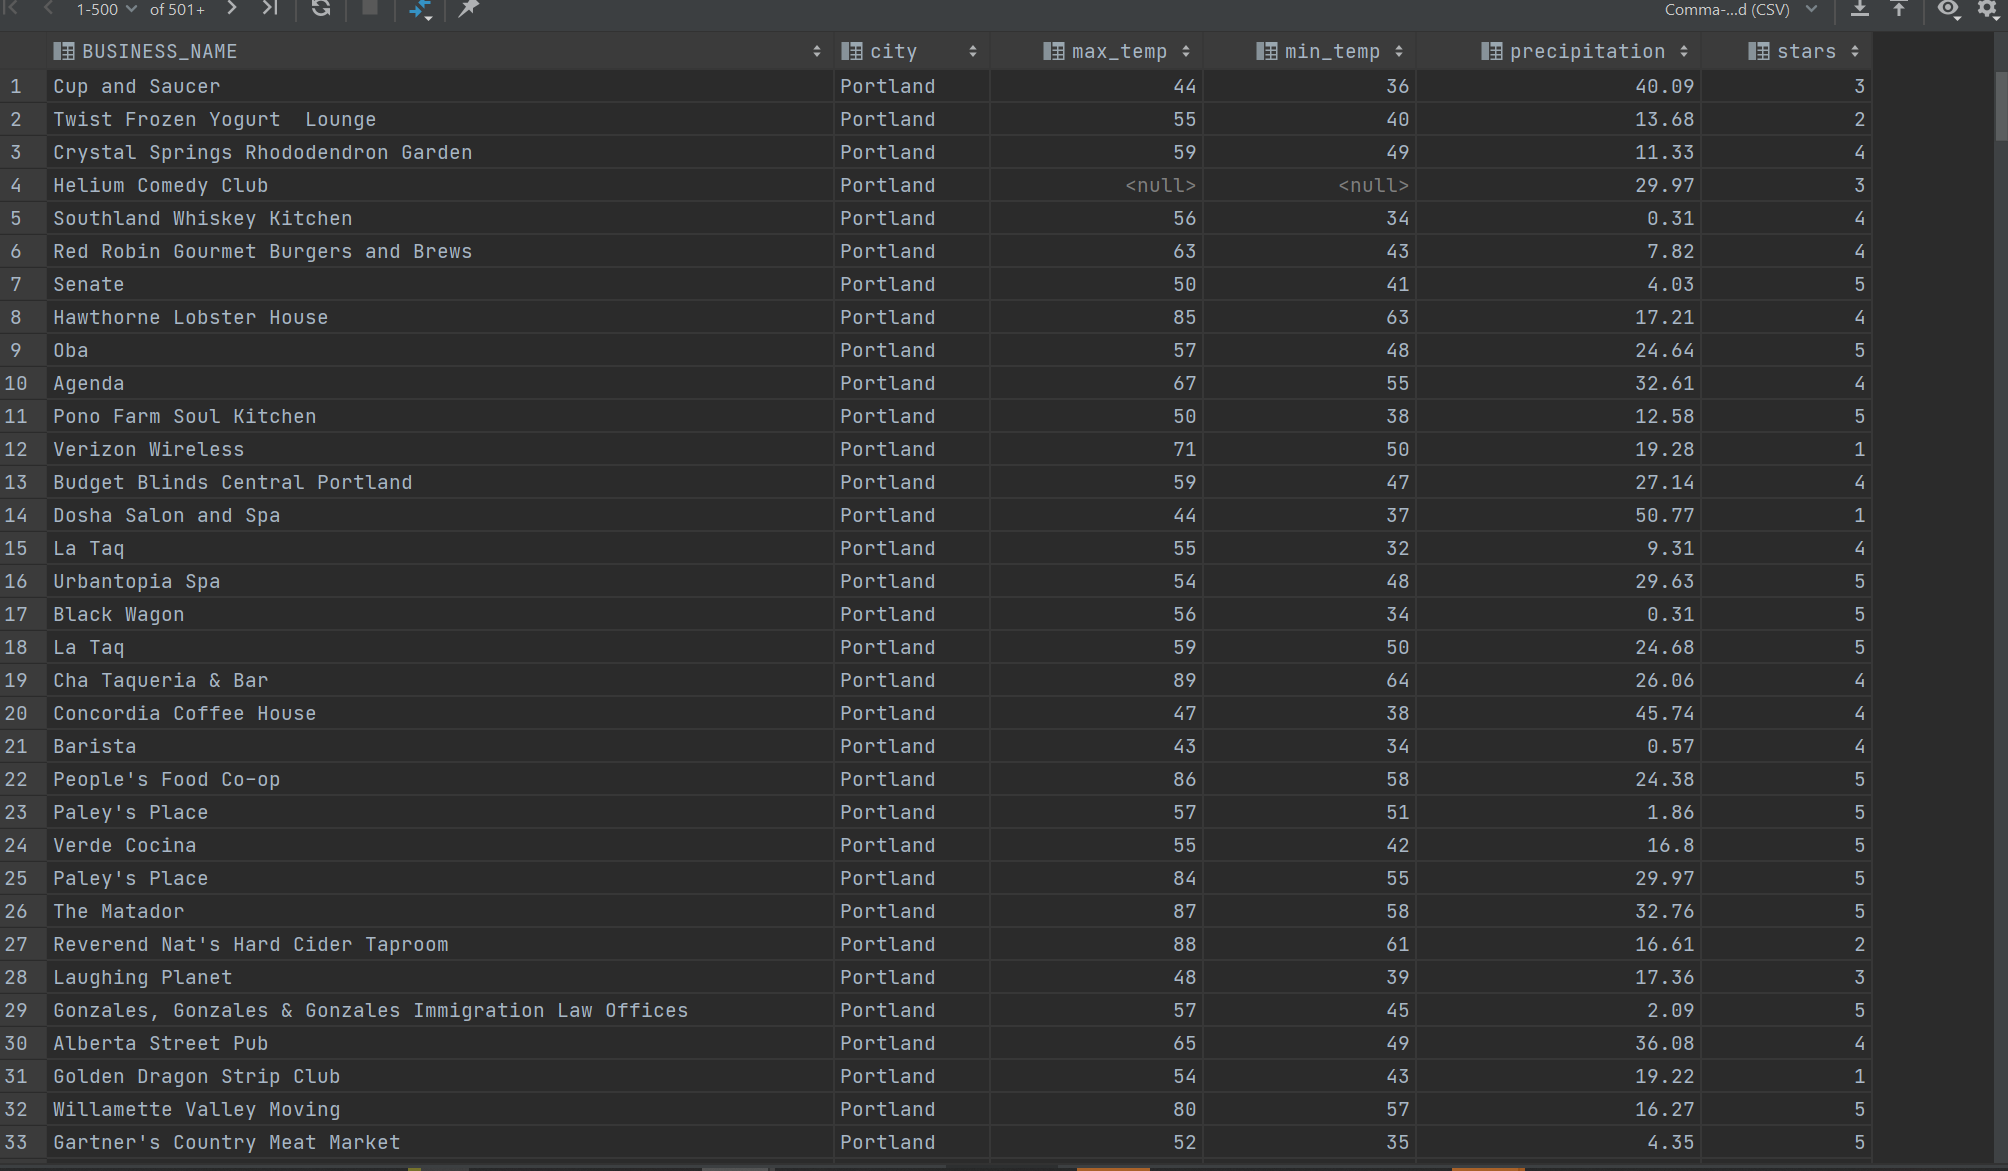 1-500 of 501+ Comma-...d (CSV)
BUSINESS_NAME city max_temp min_temp precipitation stars
1 Cup and Saucer Portland 44 36 40.09 3
2 Twist Frozen Yogurt  Lounge Portland 55 40 13.68 2
3 Crystal Springs Rhododendron Garden Portland 59 49 11.33 4
4 Helium Comedy Club Portland <null> <null> 29.97 3
5 Southland Whiskey Kitchen Portland 56 34 0.31 4
6 Red Robin Gourmet Burgers and Brews Portland 63 43 7.82 4
7 Senate Portland 50 41 4.03 5
8 Hawthorne Lobster House Portland 85 63 17.21 4
9 Oba Portland 57 48 24.64 5
10 Agenda Portland 67 55 32.61 4
11 Pono Farm Soul Kitchen Portland 50 38 12.58 5
12 Verizon Wireless Portland 71 50 19.28 1
13 Budget Blinds Central Portland Portland 59 47 27.14 4
14 Dosha Salon and Spa Portland 44 37 50.77 1
15 La Taq Portland 55 32 9.31 4
16 Urbantopia Spa Portland 54 48 29.63 5
17 Black Wagon Portland 56 34 0.31 5
18 La Taq Portland 59 50 24.68 5
19 Cha Taqueria & Bar Portland 89 64 26.06 4
20 Concordia Coffee House Portland 47 38 45.74 4
21 Barista Portland 43 34 0.57 4
22 People's Food Co-op Portland 86 58 24.38 5
23 Paley's Place Portland 57 51 1.86 5
24 Verde Cocina Portland 55 42 16.8 5
25 Paley's Place Portland 84 55 29.97 5
26 The Matador Portland 87 58 32.76 5
27 Reverend Nat's Hard Cider Taproom Portland 88 61 16.61 2
28 Laughing Planet Portland 48 39 17.36 3
29 Gonzales, Gonzales & Gonzales Immigration Law Offices Portland 57 45 2.09 5
30 Alberta Street Pub Portland 65 49 36.08 4
31 Golden Dragon Strip Club Portland 54 43 19.22 1
32 Willamette Valley Moving Portland 80 57 16.27 5
33 Gartner's Country Meat Market Portland 52 35 4.35 5